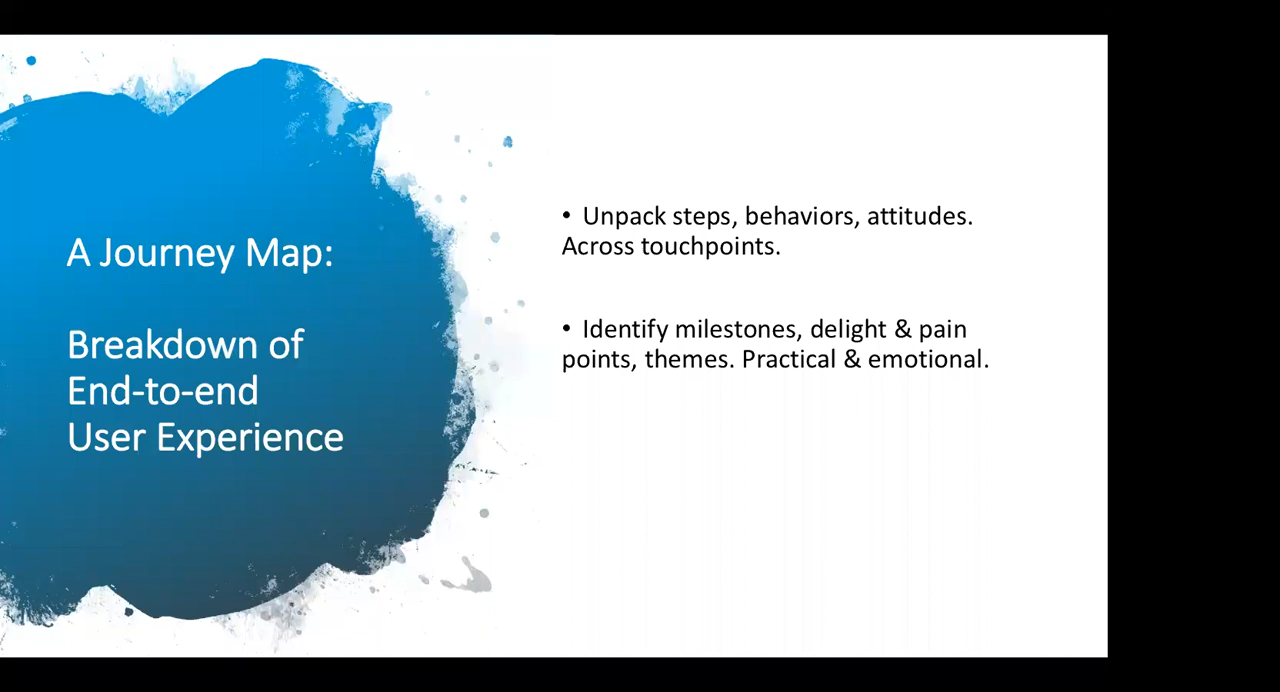 A Journey Map:
Breakdown of
End-to-end
User Experience
• Unpack steps, behaviors, attitudes.
Across touchpoints.
• Identify milestones, delight & pain
points, themes. Practical & emotional.